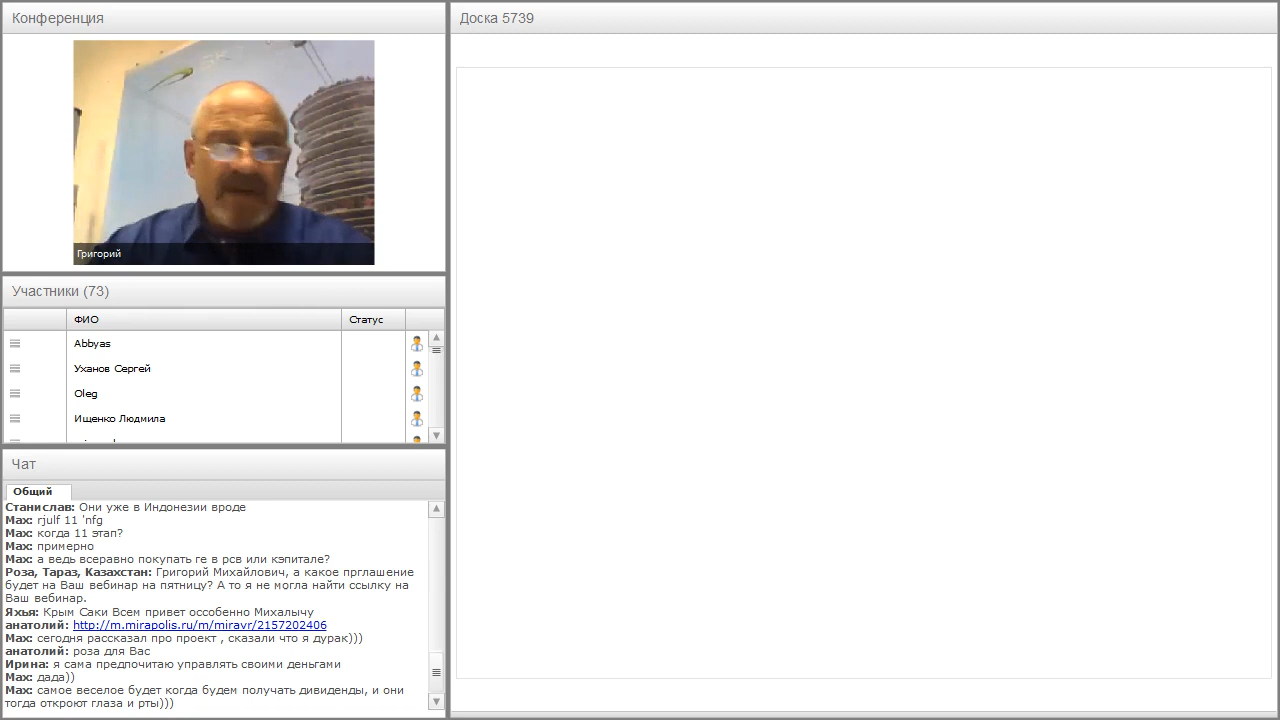 Конференция
Григорий
Участники (73)
ФИО
Статус
Abbyas
Уханов Сергей
Oleg
Ищенко Людмила
Чат
Общий
Станислав: Они уже в Индонезии вроде
Max: rjulf 11 'nfg
Max: когда 11 этап?
Max: примерно
Max: а ведь всеравно покупать ге в рсв или кэпитале?
Роза, Тараз, Казахстан: Григорий Михайлович, а какое прглашение
будет на Ваш вебинар на пятницу? А то я не могла найти ссылку на
Ваш вебинар.
Яхья: Крым Саки Всем привет оссобенно Михалычу
анатолий: http://m.mirapolis.ru/m/miravr/2157202406
Max: сегодня рассказал про проект , сказали что я дурак)))
анатолий: роза для Вас
Ирина: я сама предпочитаю управлять своими деньгами
Max: дада))
Max: самое веселое будет когда будем получать дивиденды, и они
тогда откроют глаза и рты)))
Доска 5739